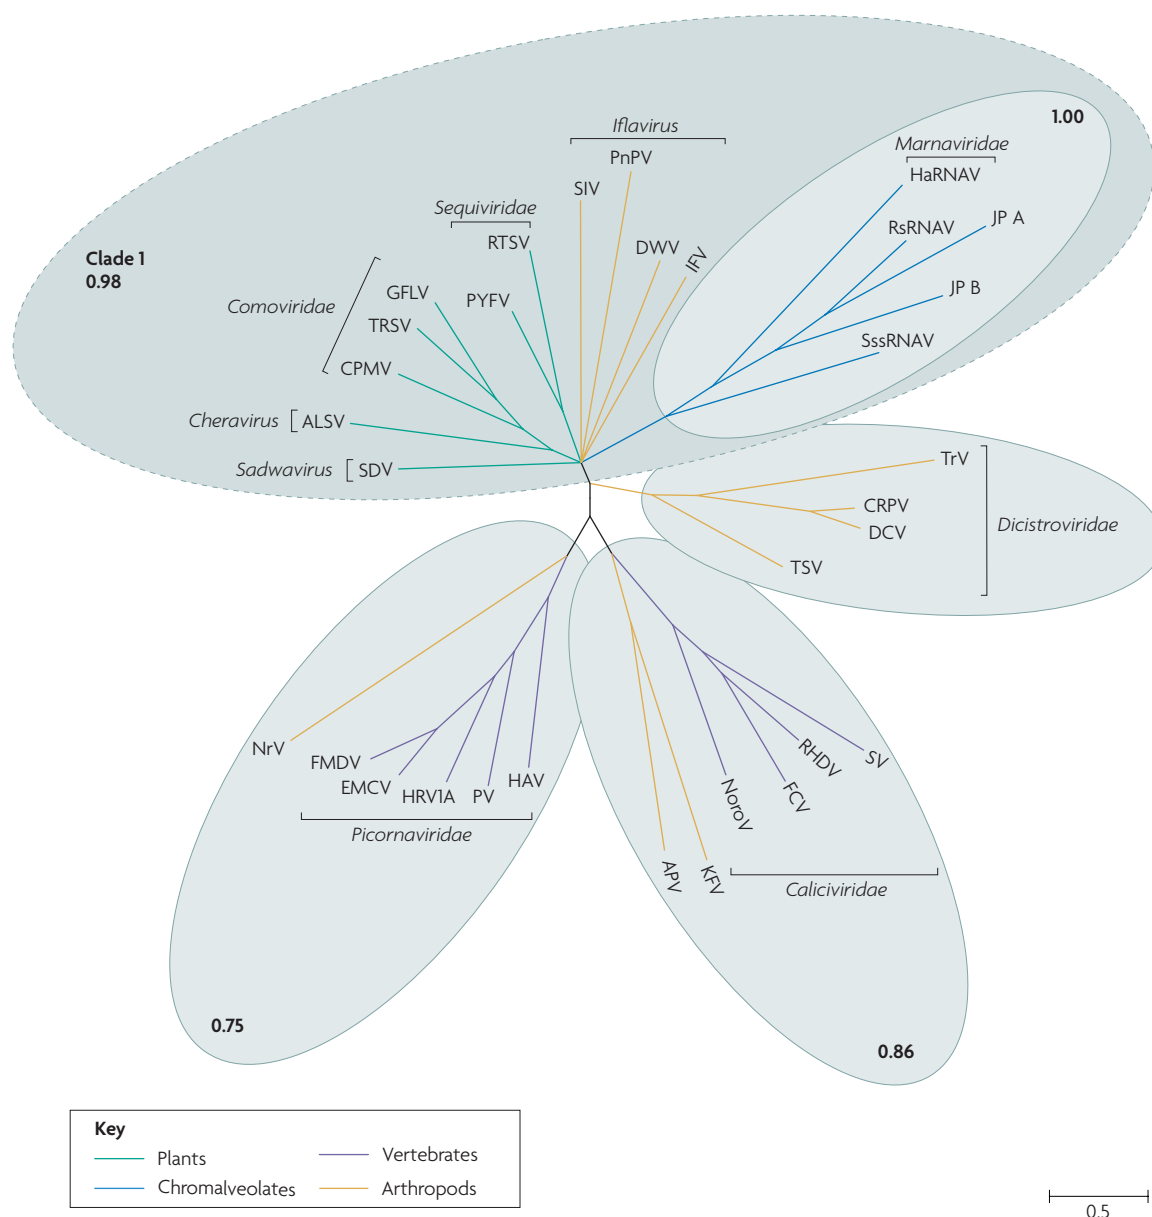 1.00
Iflavirus
PnPV
Marnaviridae
HaRNAV
SIV
Sequiviridae
RTSV
RsRNAV
JP A
DWV
IFV
Clade 1
0.98
Comoviridae
GFLV
PYFV
JP B
TRSV
SssRNAV
CPMV
Cheravirus
ALSV
Sadwavirus
SDV
TrV
CRPV
Dicistroviridae
DCV
TSV
NrV
FMDV
EMCV
HRV1A
PV
HAV
Picornaviridae
NoroV
FCV
RHDV
SV
APV
KFV
Caliciviridae
0.75
0.86
Key
Plants
Vertebrates
Chromalveolates
Arthropods
0.5